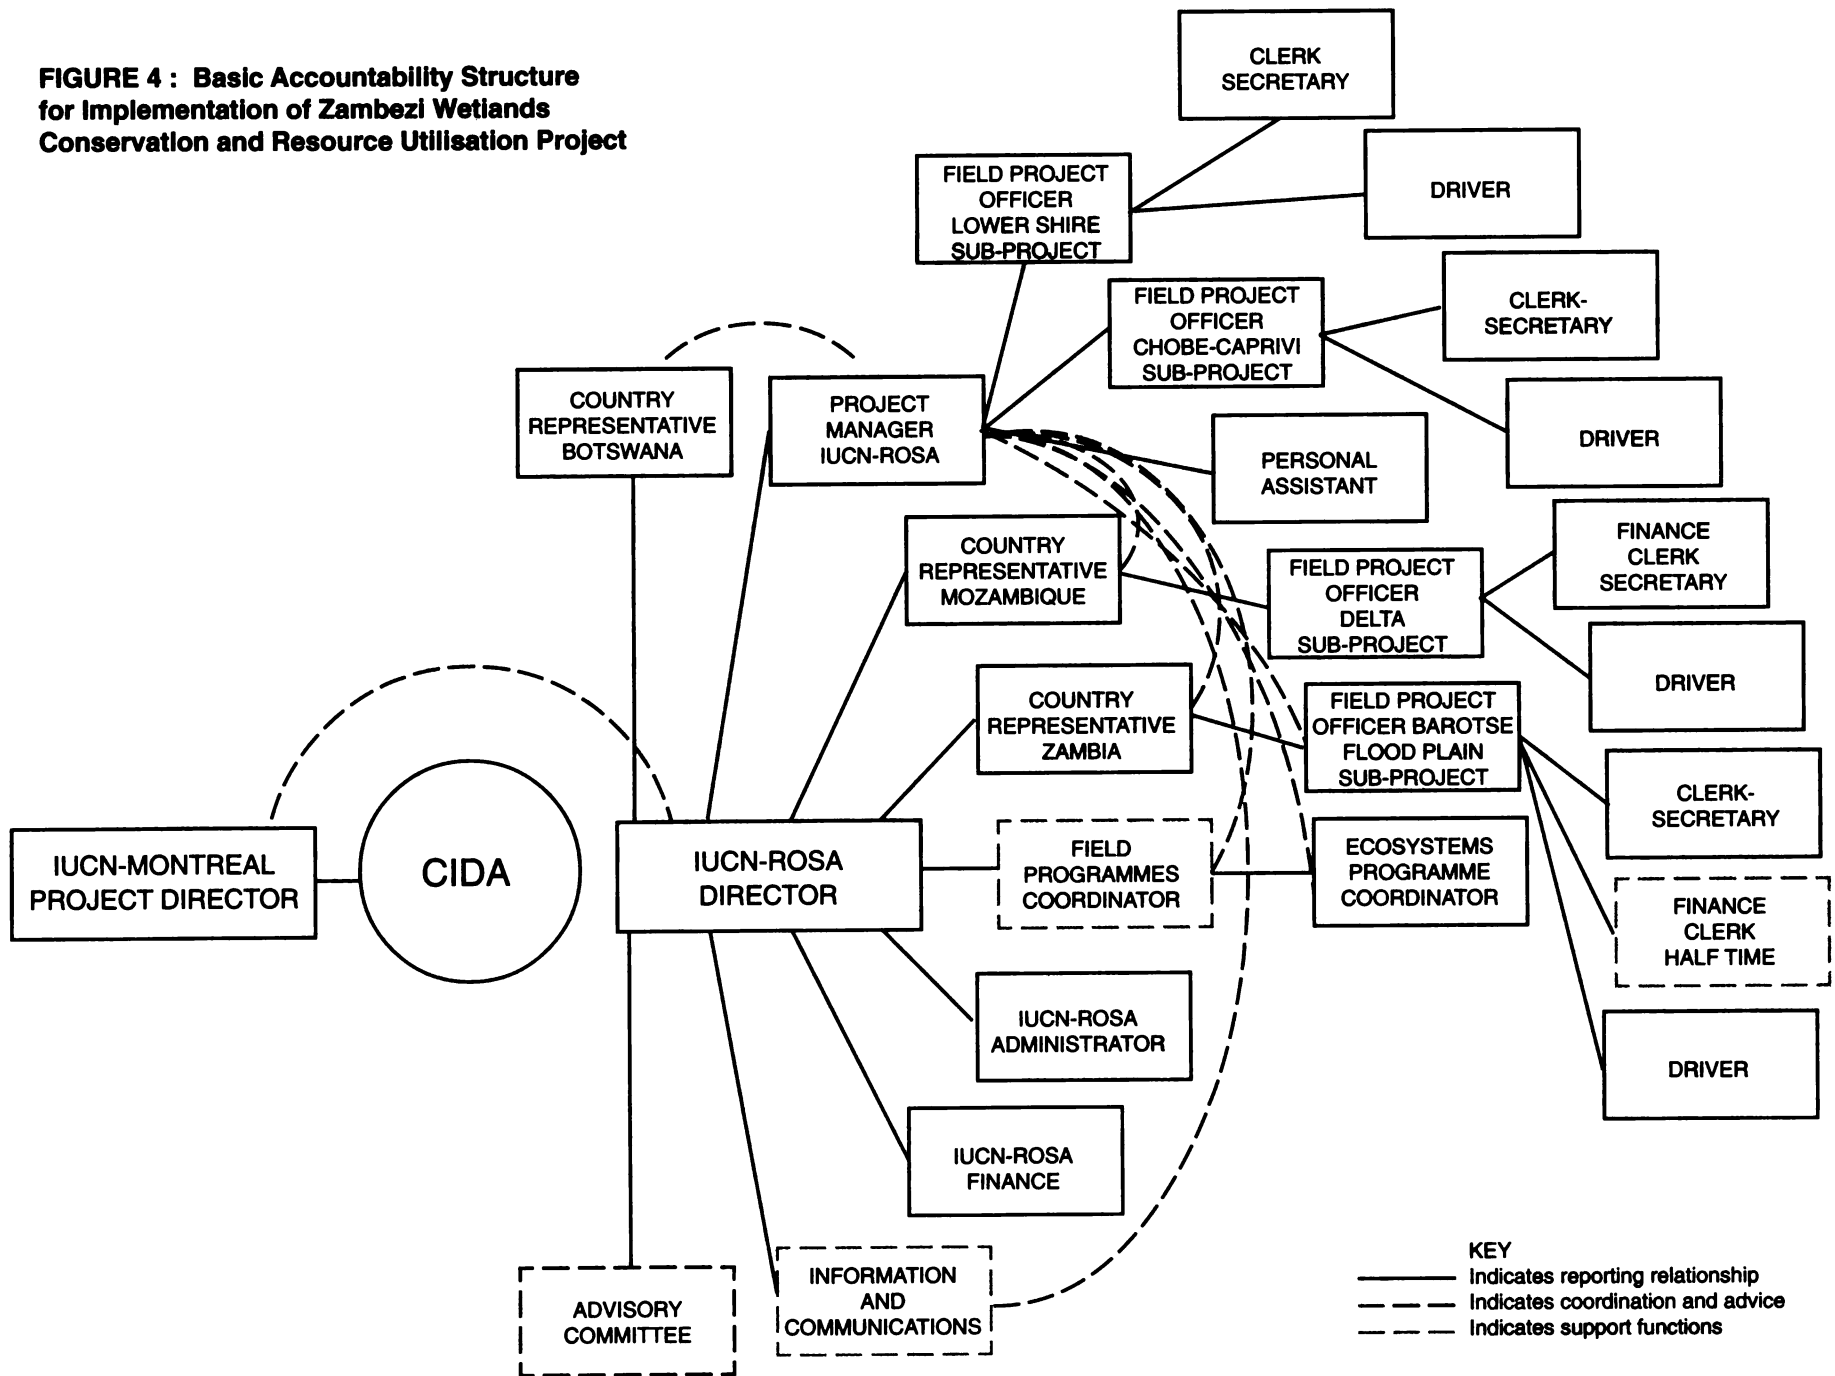 FIGURE 4 : Basic Accountability Structure
for Implementation of Zambezi Wetlands
Conservation and Resource Utilisation Project
CLERK
SECRETARY
FIELD PROJECT
OFFICER
LOWER SHIRE
SUB-PROJECT
DRIVER
FIELD PROJECT
OFFICER
CHOBE-CAPRIVI
SUB-PROJECT
CLERK-
SECRETARY
DRIVER
COUNTRY
REPRESENTATIVE
BOTSWANA
PROJECT
MANAGER
IUCN-ROSA
PERSONAL
ASSISTANT
COUNTRY
REPRESENTATIVE
MOZAMBIQUE
FIELD PROJECT
OFFICER
DELTA
SUB-PROJECT
FINANCE
CLERK
SECRETARY
DRIVER
COUNTRY
REPRESENTATIVE
ZAMBIA
FIELD PROJECT
OFFICER BAROTSE
FLOOD PLAIN
SUB-PROJECT
CLERK-
SECRETARY
IUCN-MONTREAL
PROJECT DIRECTOR
CIDA
IUCN-ROSA
DIRECTOR
FIELD
PROGRAMMES
COORDINATOR
ECOSYSTEMS
PROGRAMME
COORDINATOR
FINANCE
CLERK
HALF TIME
IUCN-ROSA
ADMINISTRATOR
DRIVER
IUCN-ROSA
FINANCE
ADVISORY
COMMITTEE
INFORMATION
AND
COMMUNICATIONS
KEY
Indicates reporting relationship
Indicates coordination and advice
Indicates support functions